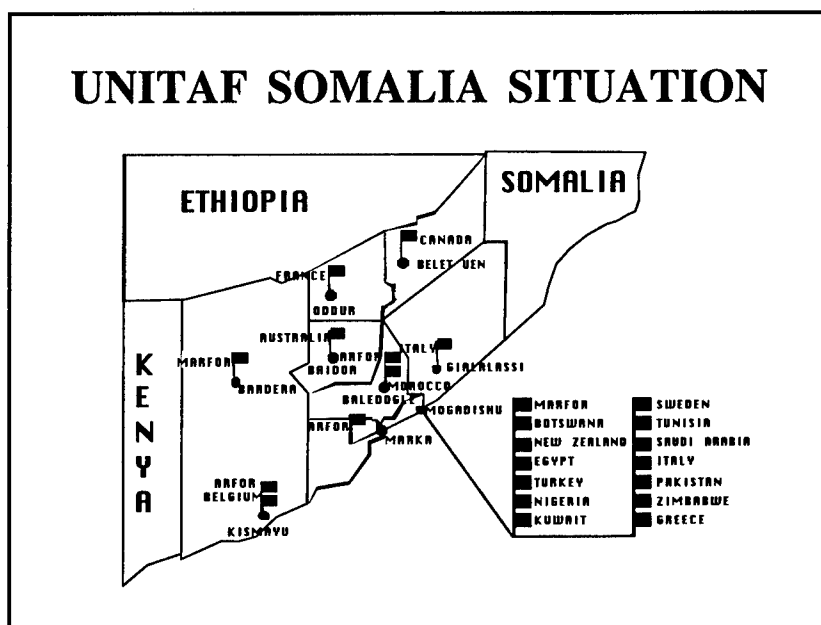 UNITAF SOMALIA SITUATION
ETHIOPIA
SOMALIA
KENYA
CANADA
BELET UEN
FRANCE
ODDUR
AUSTRALIA
BAIDOA
ARFOR
ITALY
GIALALASSI
MARFOR
BARDERA
MOROCCO
BALEDOGLE
MOGADISHU
ARFOR
MARKA
ARFOR
BELGIUM
KISMAYU
MARFOR
BOTSWANA
NEW ZEALAND
EGYPT
TURKEY
NIGERIA
KUWAIT
SWEDEN
TUNISIA
SAUDI ARABIA
ITALY
PAKISTAN
ZIMBABWE
GREECE